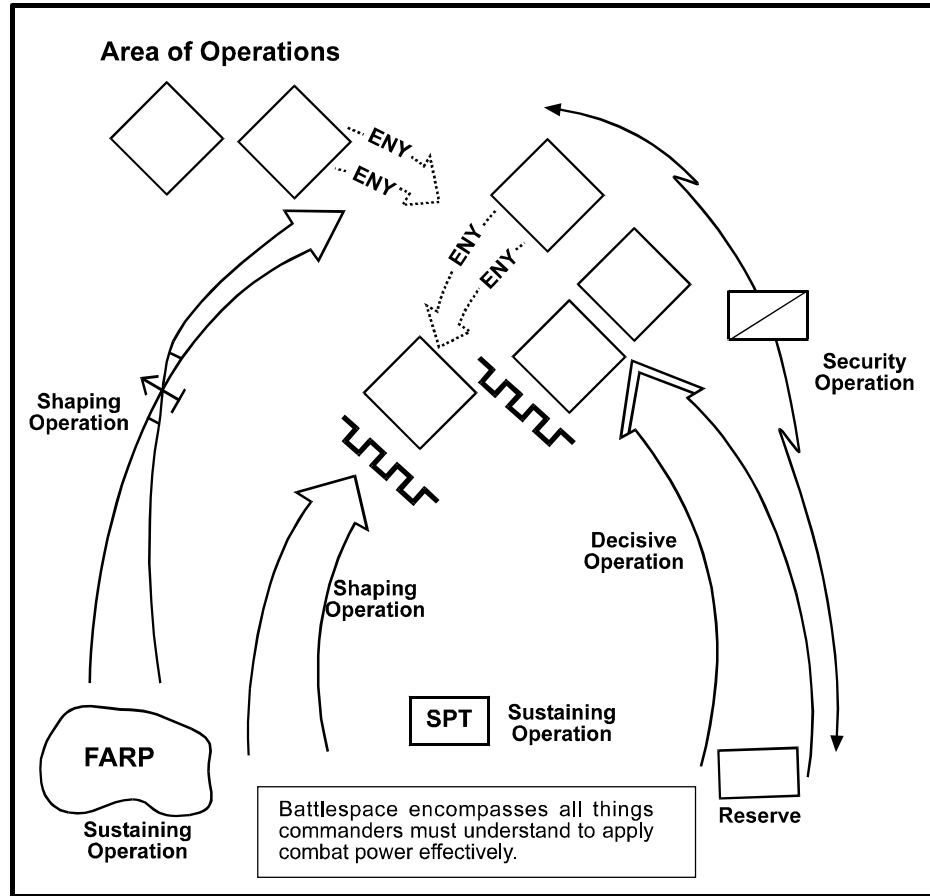 Area of Operations
ENY
ENY
ENY
ENY
Security
Operation
Shaping
Operation
Decisive
Operation
Shaping
Operation
SPT
Sustaining
Operation
FARP
Sustaining
Operation
Reserve
Battlespace encompasses all things
commanders must understand to apply
combat power effectively.